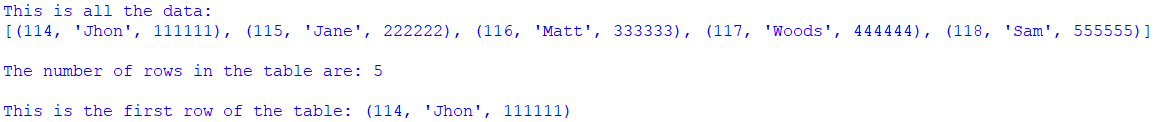 This is all the data:
[(114, 'Jhon', 111111), (115, 'Jane', 222222), (116, 'Matt', 333333), (117, 'Woods', 444444), (118, 'Sam', 555555)]
The number of rows in the table are: 5
This is the first row of the table: (114, 'Jhon', 111111)